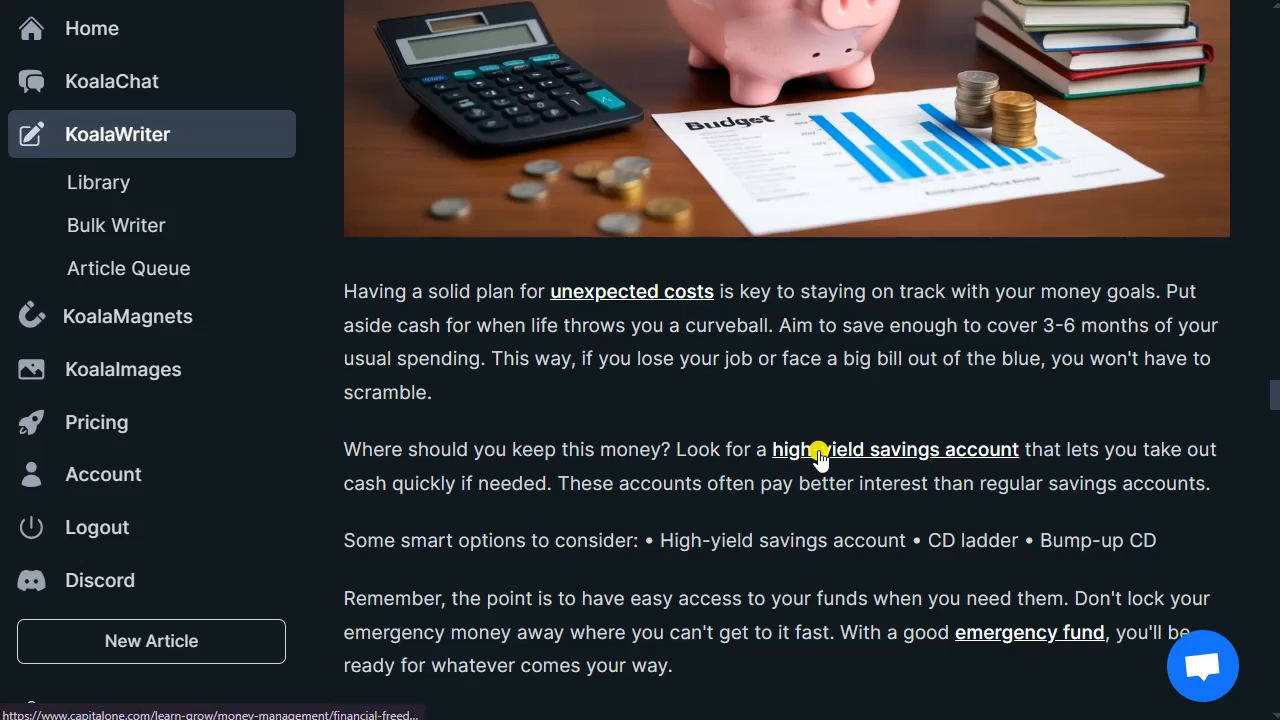 Home
KoalaChat
KoalaWriter
Library
Bulk Writer
Article Queue
KoalaMagnets
KoalaImages
Pricing
Account
Logout
Discord
New Article
Budget
Having a solid plan for unexpected costs is key to staying on track with your money goals. Put
aside cash for when life throws you a curveball. Aim to save enough to cover 3-6 months of your
usual spending. This way, if you lose your job or face a big bill out of the blue, you won't have to
scramble.
Where should you keep this money? Look for a high-yield savings account that lets you take out
cash quickly if needed. These accounts often pay better interest than regular savings accounts.
Some smart options to consider: • High-yield savings account • CD ladder • Bump-up CD
Remember, the point is to have easy access to your funds when you need them. Don't lock your
emergency money away where you can't get to it fast. With a good emergency fund, you'll be
ready for whatever comes your way.
https://www.capitalone.com/learn-grow/money-management/financial-freed...